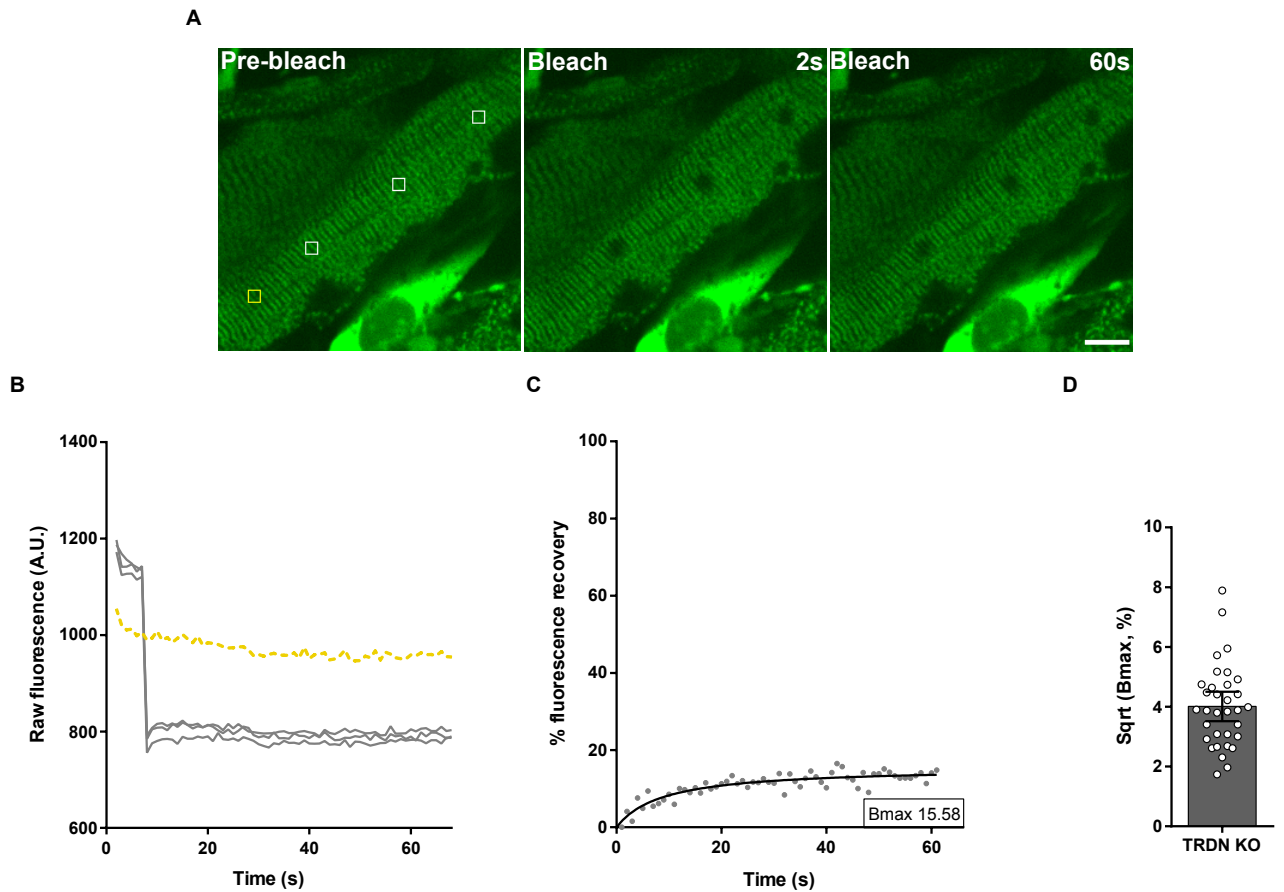 A
Pre-bleach
Bleach 2s
Bleach 60s
B
C
D
Raw fluorescence (A.U.)
1400
1200
1000
800
600
0 20 40 60
Time (s)
% fluorescence recovery
100
80
60
40
20
0
Bmax 15.58
0 20 40 60
Time (s)
Sqrt (Bmax, %)
10
8
6
4
2
0
TRDN KO